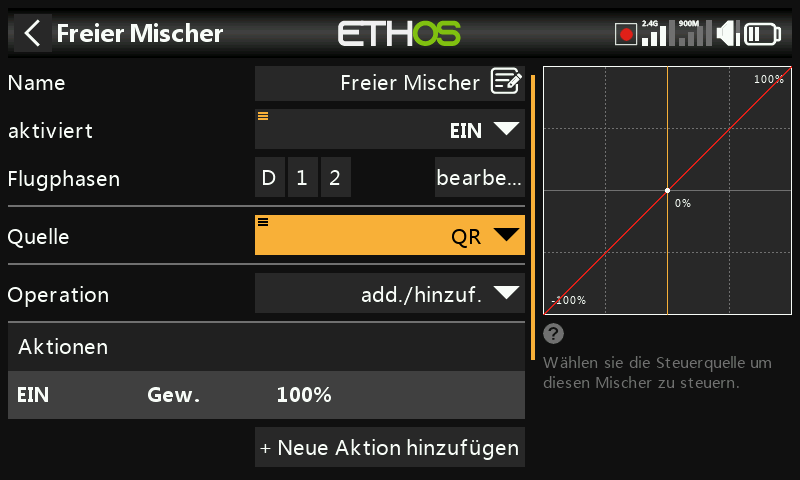 Freier Mischer
ETHOS
2.4G
900M
Name
Freier Mischer
aktiviert
EIN
Flugphasen
D 1 2
bearbe...
Quelle
QR
Operation
add./hinzuf.
Aktionen
EIN Gew. 100%
+ Neue Aktion hinzufügen
100%
0%
-100%
?
Wählen sie die Steuerquelle um
diesen Mischer zu steuern.